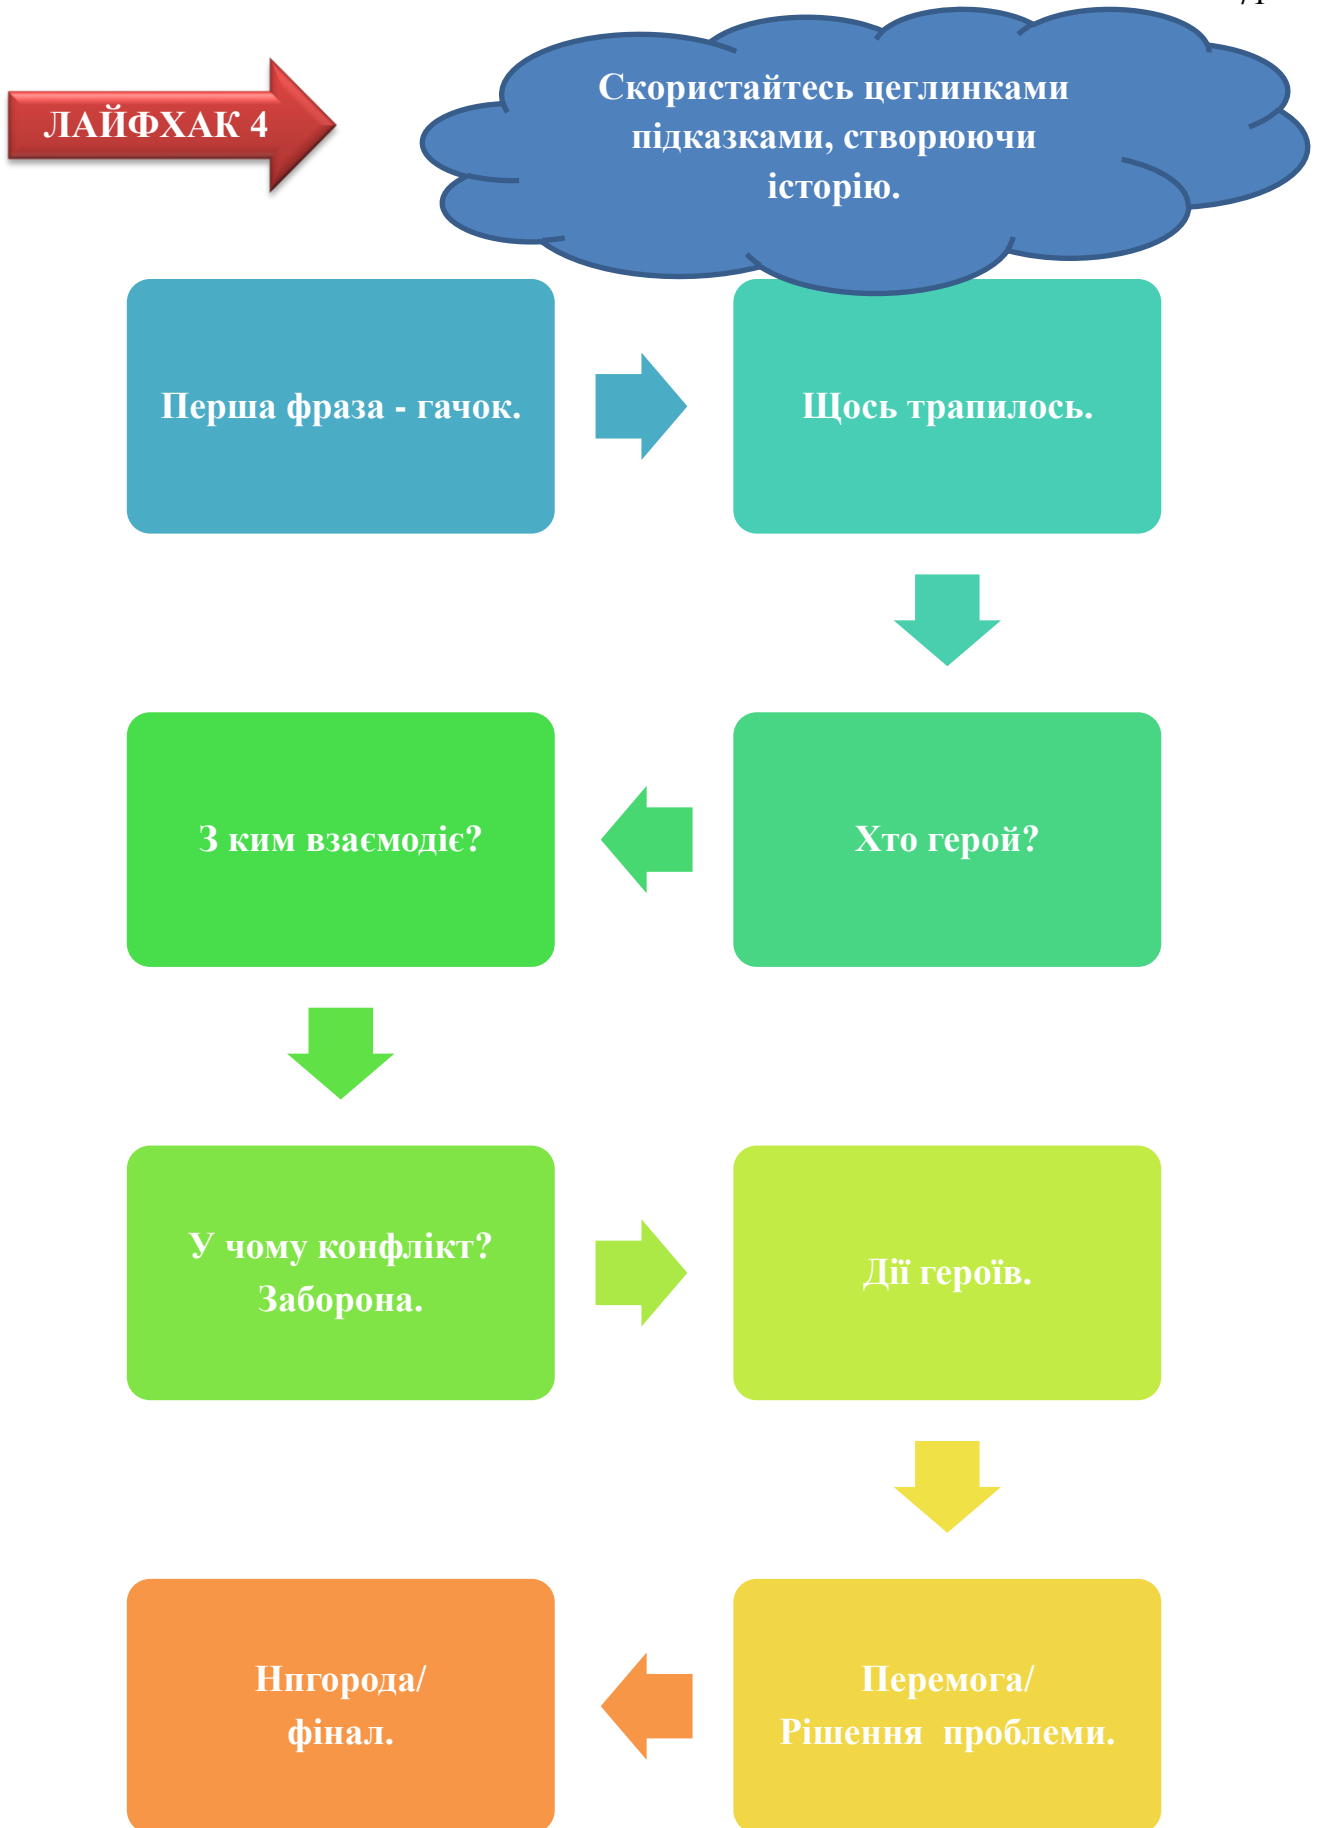 ЛАЙФХАК 4
Скористайтесь цеглинками
підказками, створюючи
історію.
Перша фраза - гачок.
Щось трапилось.
Хто герой?
З ким взаємодіє?
У чому конфлікт?
Заборона.
Дії героїв.
Перемога/
Рішення проблеми.
Нпгорода/
фінал.